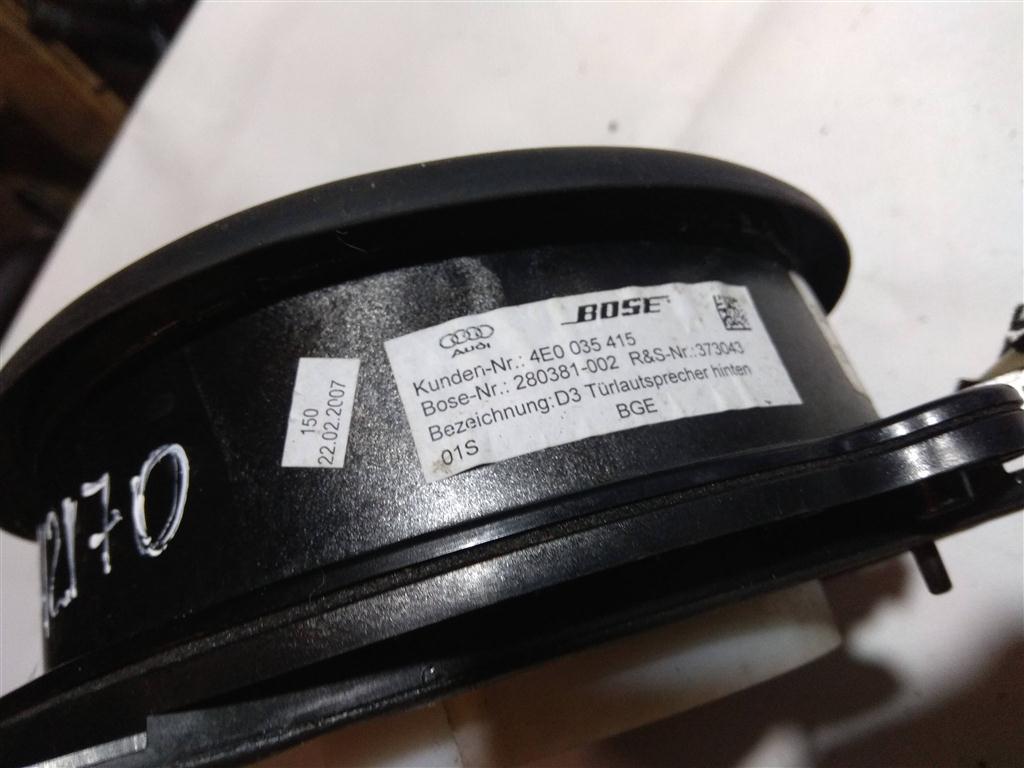 BOSE
AUDI
Kunden-Nr.: 4E0 035 415
Bose-Nr.: 280381-002 R&S-Nr.:373043
Bezeichnung:D3 Türlautsprecher hinten
01S BGE
150
22.02.2007